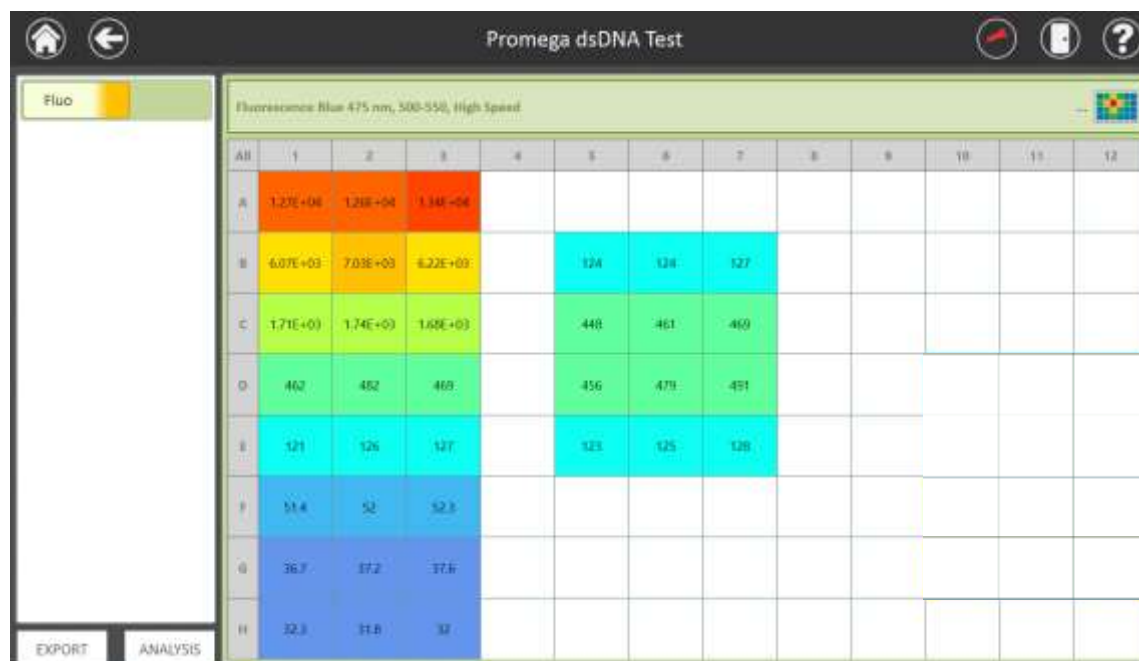 Promega dsDNA Test
Fluo
Fluorescence Blue 475 nm, 500-550, High Speed
...
All 1 2 3 4 5 6 7 8 9 10 11 12
A 1.27E+04 1.26E+04 1.34E+04
B 6.07E+03 7.03E+03 6.22E+03 124 124 127
C 1.71E+03 1.74E+03 1.68E+03 448 461 469
D 462 482 469 456 479 491
E 121 126 127 123 125 128
F 51.4 52 52.3
G 36.7 37.2 37.6
H 32.3 31.8 32
EXPORT ANALYSIS